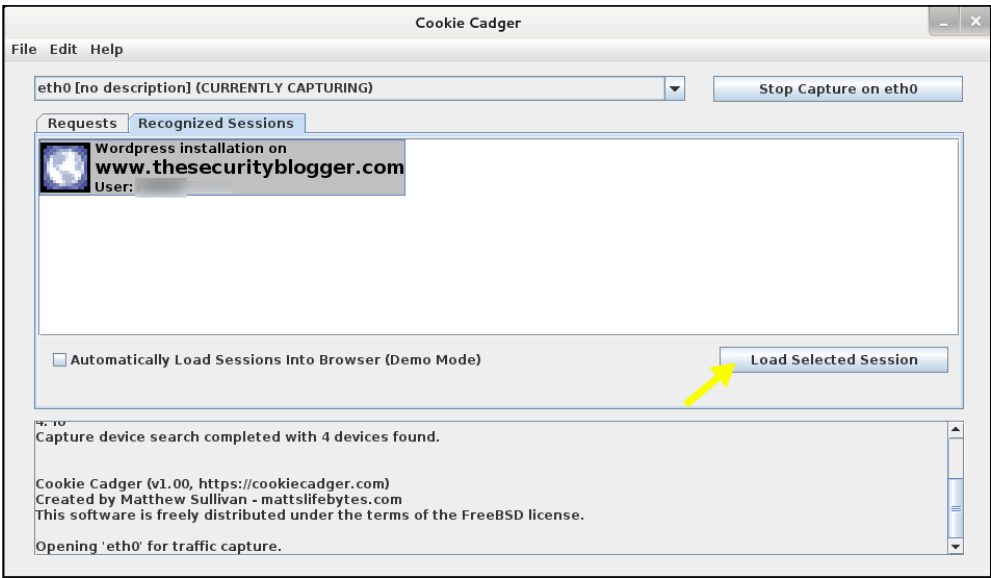 Cookie Cadger
File Edit Help
eth0 [no description] (CURRENTLY CAPTURING)
Stop Capture on eth0
Requests
Recognized Sessions
Wordpress installation on
www.thesecurityblogger.com
User:
Automatically Load Sessions Into Browser (Demo Mode)
Load Selected Session
Capture device search completed with 4 devices found.
Cookie Cadger (v1.00, https://cookiecadger.com)
Created by Matthew Sullivan - mattslifebytes.com
This software is freely distributed under the terms of the FreeBSD license.
Opening 'eth0' for traffic capture.